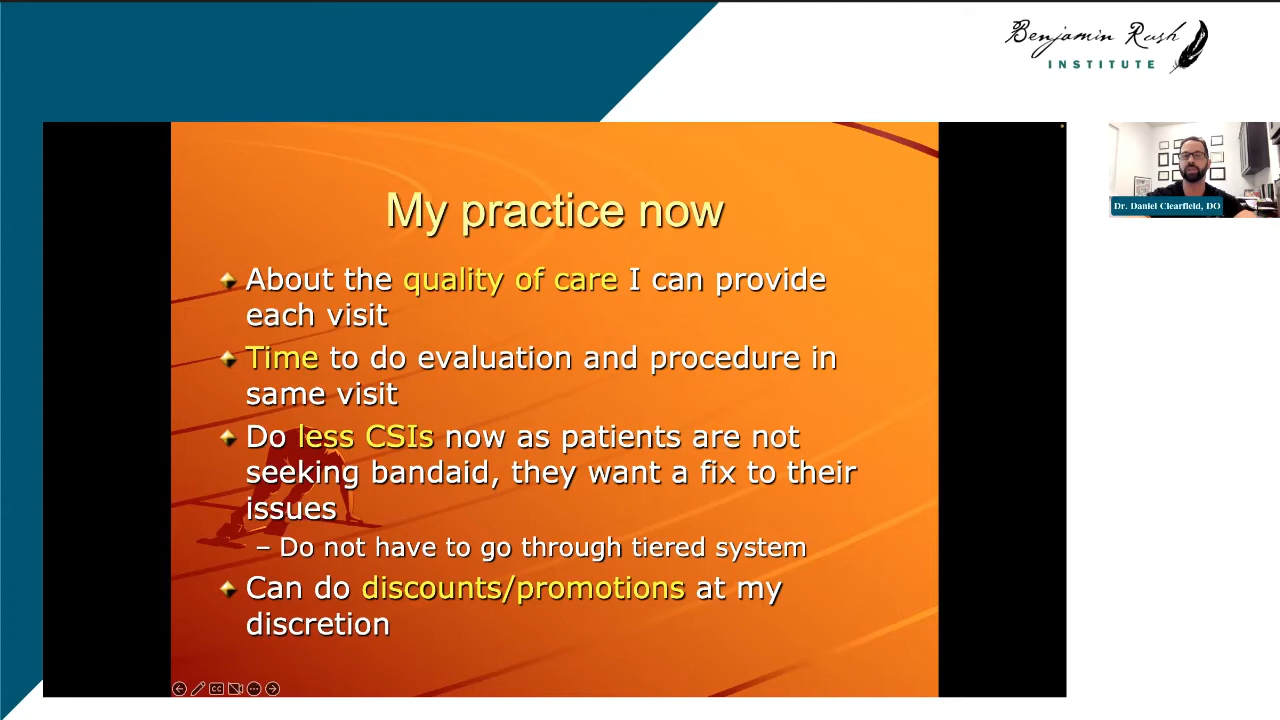 Benjamin Rush
INSTITUTE
My practice now
About the quality of care I can provide
each visit
Time to do evaluation and procedure in
same visit
Do less CSIs now as patients are not
seeking bandaid, they want a fix to their
issues
– Do not have to go through tiered system
Can do discounts/promotions at my
discretion
Dr. Daniel Clearfield, DO
CC